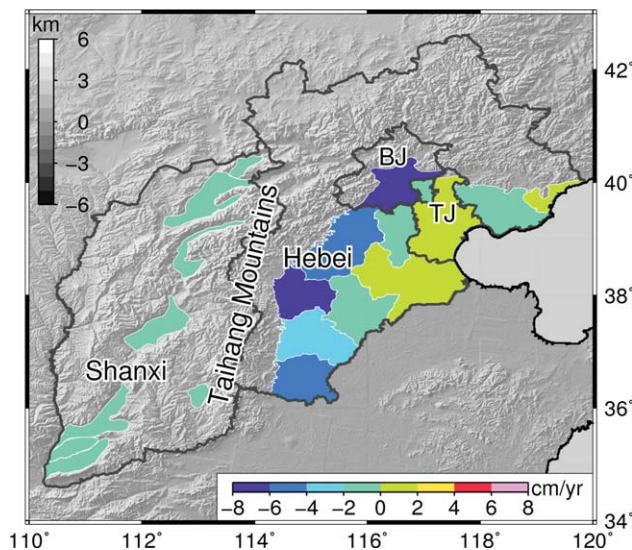 km
6
3
0
−3
−6
42°
40°
38°
36°
34°
BJ
TJ
Hebei
Taihang Mountains
Shanxi
−8 −6 −4 −2 0 2 4 6 8 cm/yr
110° 112° 114° 116° 118° 120°